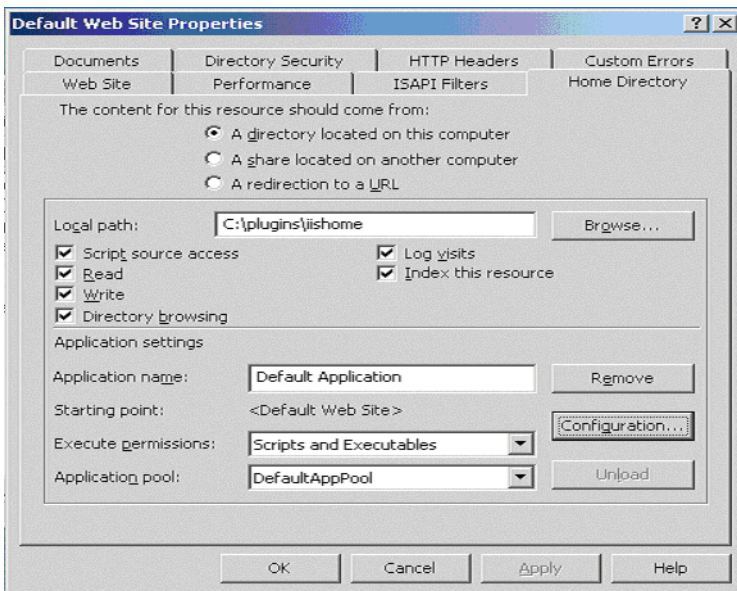 Default Web Site Properties
Documents Directory Security HTTP Headers Custom Errors
Web Site Performance ISAPI Filters Home Directory
The content for this resource should come from:
A directory located on this computer
A share located on another computer
A redirection to a URL
Local path: C:\plugins\iishome Browse...
Script source access Log visits
Read Index this resource
Write
Directory browsing
Application settings
Application name: Default Application Remove
Starting point: <Default Web Site>
Configuration...
Execute permissions: Scripts and Executables
Application pool: DefaultAppPool Unload
OK Cancel Apply Help